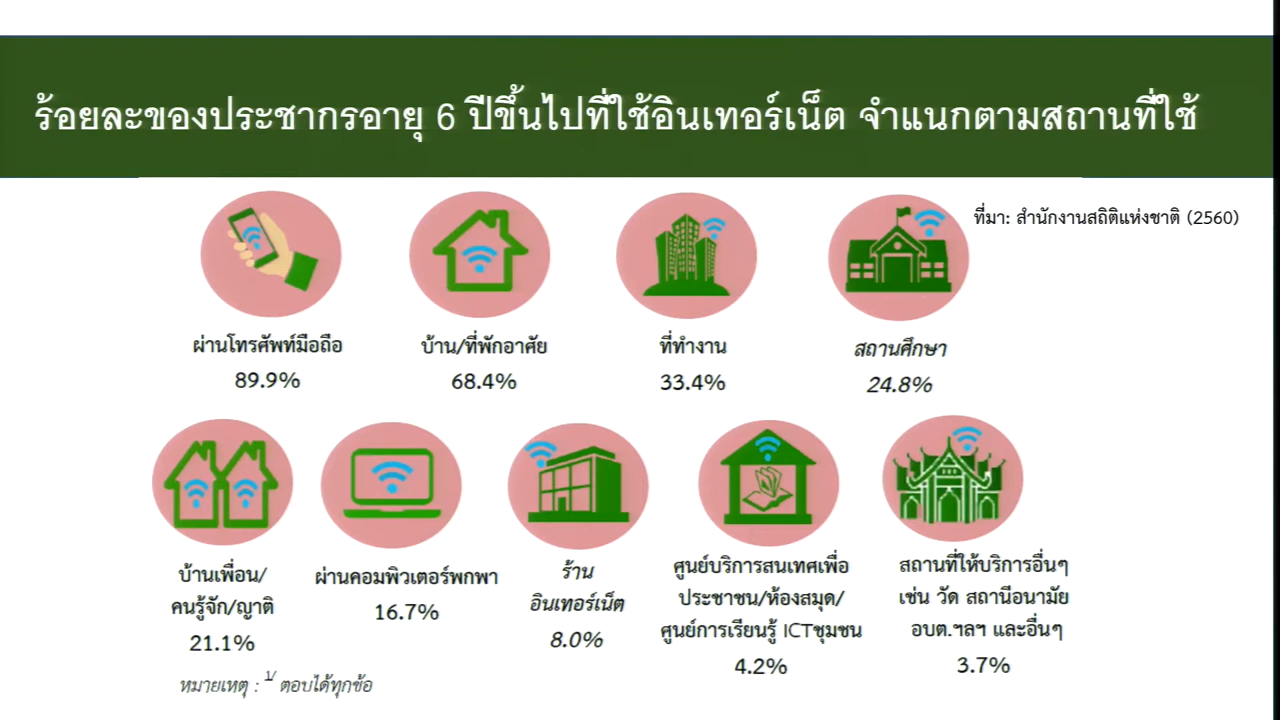 ร้อยละของประชากรอายุ 6 ปีขึ้นไปที่ใช้อินเทอร์เน็ต จำแนกตามสถานที่ใช้
ที่มา: สำนักงานสถิติแห่งชาติ (2560)
ผ่านโทรศัพท์มือถือ
89.9%
บ้าน/ที่พักอาศัย
68.4%
ที่ทำงาน
33.4%
สถานศึกษา
24.8%
บ้านเพื่อน/
คนรู้จัก/ญาติ
21.1%
ผ่านคอมพิวเตอร์พกพา
16.7%
ร้าน
อินเทอร์เน็ต
8.0%
ศูนย์บริการสนเทศเพื่อ
ประชาชน/ห้องสมุด/
ศูนย์การเรียนรู้ ICTชุมชน
4.2%
สถานที่ให้บริการอื่นๆ
เช่น วัด สถานีอนามัย
อบต.ฯลฯ และอื่นๆ
3.7%
หมายเหตุ : 1/ ตอบได้ทุกข้อ